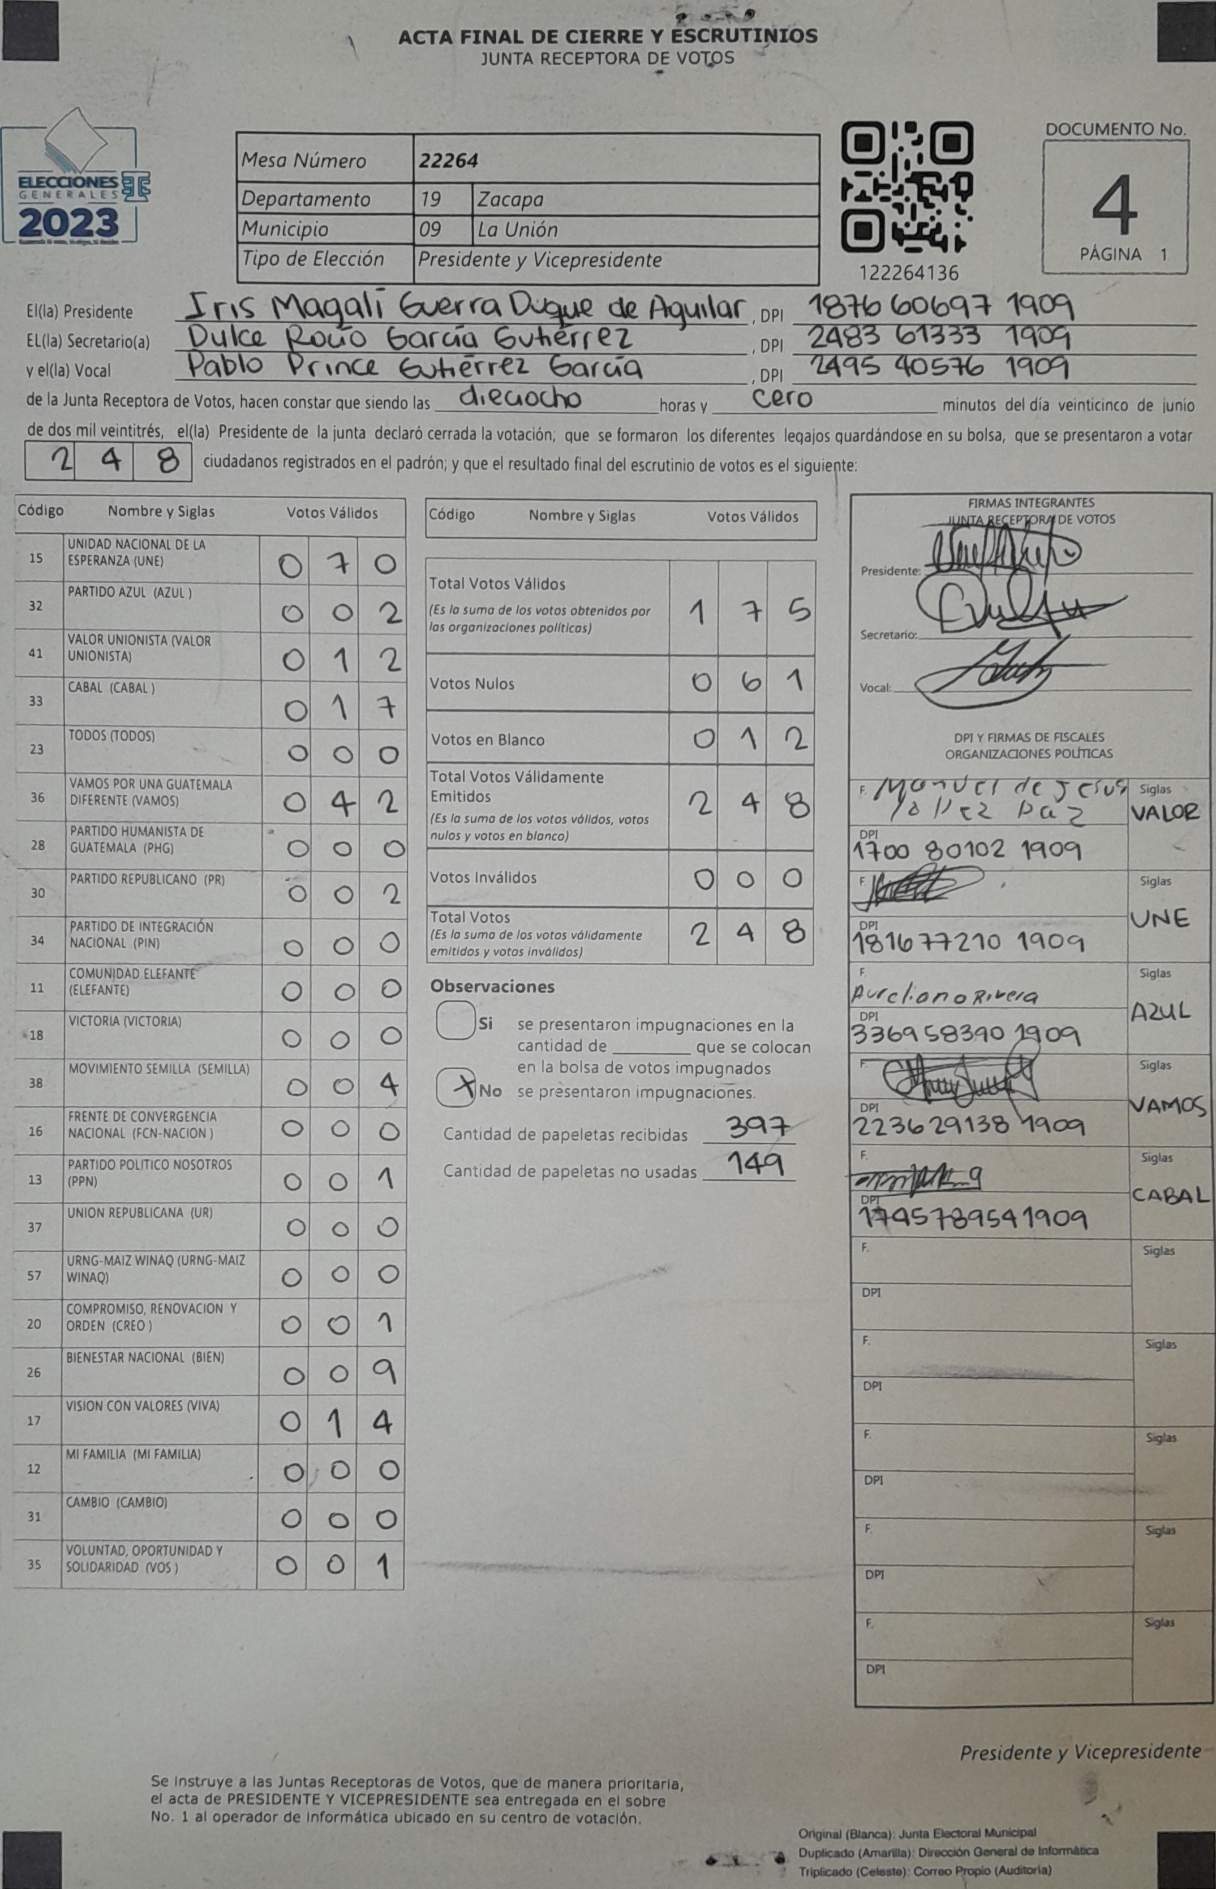 ACTA FINAL DE CIERRE Y ESCRUTINIOS
JUNTA RECEPTORA DE VOTOS
ELECCIONES
GENERALES
2023
Mesa Número 22264
Departamento 19 Zacapa
Municipio 09 La Unión
Tipo de Elección Presidente y Vicepresidente
122264136
DOCUMENTO No.
4
PÁGINA 1
El(la) Presidente Iris Magalí Guerra Duque de Aguilar, DPI 1876 60697 1909
EL(la) Secretario(a) Dulce Rocío García Gutiérrez, DPI 2483 61333 1909
y el(la) Vocal Pablo Prince Gutiérrez García, DPI 2495 40576 1909
de la Junta Receptora de Votos, hacen constar que siendo las dieciocho horas y cero minutos del día veinticinco de junio
de dos mil veintitrés, el(la) Presidente de la junta declaró cerrada la votación; que se formaron los diferentes legajos guardándose en su bolsa, que se presentaron a votar
2 4 8 ciudadanos registrados en el padrón; y que el resultado final del escrutinio de votos es el siguiente:
Código Nombre y Siglas Votos Válidos
15 UNIDAD NACIONAL DE LA ESPERANZA (UNE) 0 7 0
32 PARTIDO AZUL (AZUL ) 0 0 2
41 VALOR UNIONISTA (VALOR UNIONISTA) 0 1 2
33 CABAL (CABAL ) 0 1 7
23 TODOS (TODOS) 0 0 0
36 VAMOS POR UNA GUATEMALA DIFERENTE (VAMOS) 0 4 2
28 PARTIDO HUMANISTA DE GUATEMALA (PHG) 0 0 0
30 PARTIDO REPUBLICANO (PR) 0 0 2
34 PARTIDO DE INTEGRACIÓN NACIONAL (PIN) 0 0 0
11 COMUNIDAD ELEFANTE (ELEFANTE) 0 0 0
18 VICTORIA (VICTORIA) 0 0 0
38 MOVIMIENTO SEMILLA (SEMILLA) 0 0 4
16 FRENTE DE CONVERGENCIA NACIONAL (FCN-NACION ) 0 0 0
13 PARTIDO POLITICO NOSOTROS (PPN) 0 0 1
37 UNION REPUBLICANA (UR) 0 0 0
57 URNG-MAIZ WINAQ (URNG-MAIZ WINAQ) 0 0 0
20 COMPROMISO, RENOVACION Y ORDEN (CREO ) 0 0 1
26 BIENESTAR NACIONAL (BIEN) 0 0 9
17 VISION CON VALORES (VIVA) 0 1 4
12 MI FAMILIA (MI FAMILIA) 0 0 0
31 CAMBIO (CAMBIO) 0 0 0
35 VOLUNTAD, OPORTUNIDAD Y SOLIDARIDAD (VOS ) 0 0 1
Código Nombre y Siglas Votos Válidos
Total Votos Válidos
(Es la suma de los votos obtenidos por
las organizaciones políticas) 1 7 5
Votos Nulos 0 6 1
Votos en Blanco 0 1 2
Total Votos Válidamente
Emitidos
(Es la suma de los votos válidos, votos
nulos y votos en blanco) 2 4 8
Votos Inválidos 0 0 0
Total Votos
(Es la suma de los votos válidamente
emitidos y votos inválidos) 2 4 8
Observaciones
Si se presentaron impugnaciones en la
cantidad de que se colocan
en la bolsa de votos impugnados
X No se presentaron impugnaciones.
Cantidad de papeletas recibidas 397
Cantidad de papeletas no usadas 149
FIRMAS INTEGRANTES
JUNTA RECEPTORA DE VOTOS
Presidente:
Secretario:
Vocal:
DPI Y FIRMAS DE FISCALES
ORGANIZACIONES POLÍTICAS
F. Manuel de Jesus Siglas
Paz VALOR
DPI
1700 80102 1909
F. Siglas
UNE
DPI
181677210 1909
F. Siglas
Aureliano Rivera
AZUL
DPI
336958390 1909
F. Siglas
VAMOS
DPI
223629138 1909
F. Siglas
CABAL
DPI
1745789541909
F. Siglas
DPI
F. Siglas
DPI
F. Siglas
DPI
F. Siglas
DPI
F. Siglas
DPI
Presidente y Vicepresidente
Se instruye a las Juntas Receptoras de Votos, que de manera prioritaria,
el acta de PRESIDENTE Y VICEPRESIDENTE sea entregada en el sobre
No. 1 al operador de informática ubicado en su centro de votación.
Original (Blanca): Junta Electoral Municipal
Duplicado (Amarilla): Dirección General de Informática
Triplicado (Celeste): Correo Propio (Auditoría)